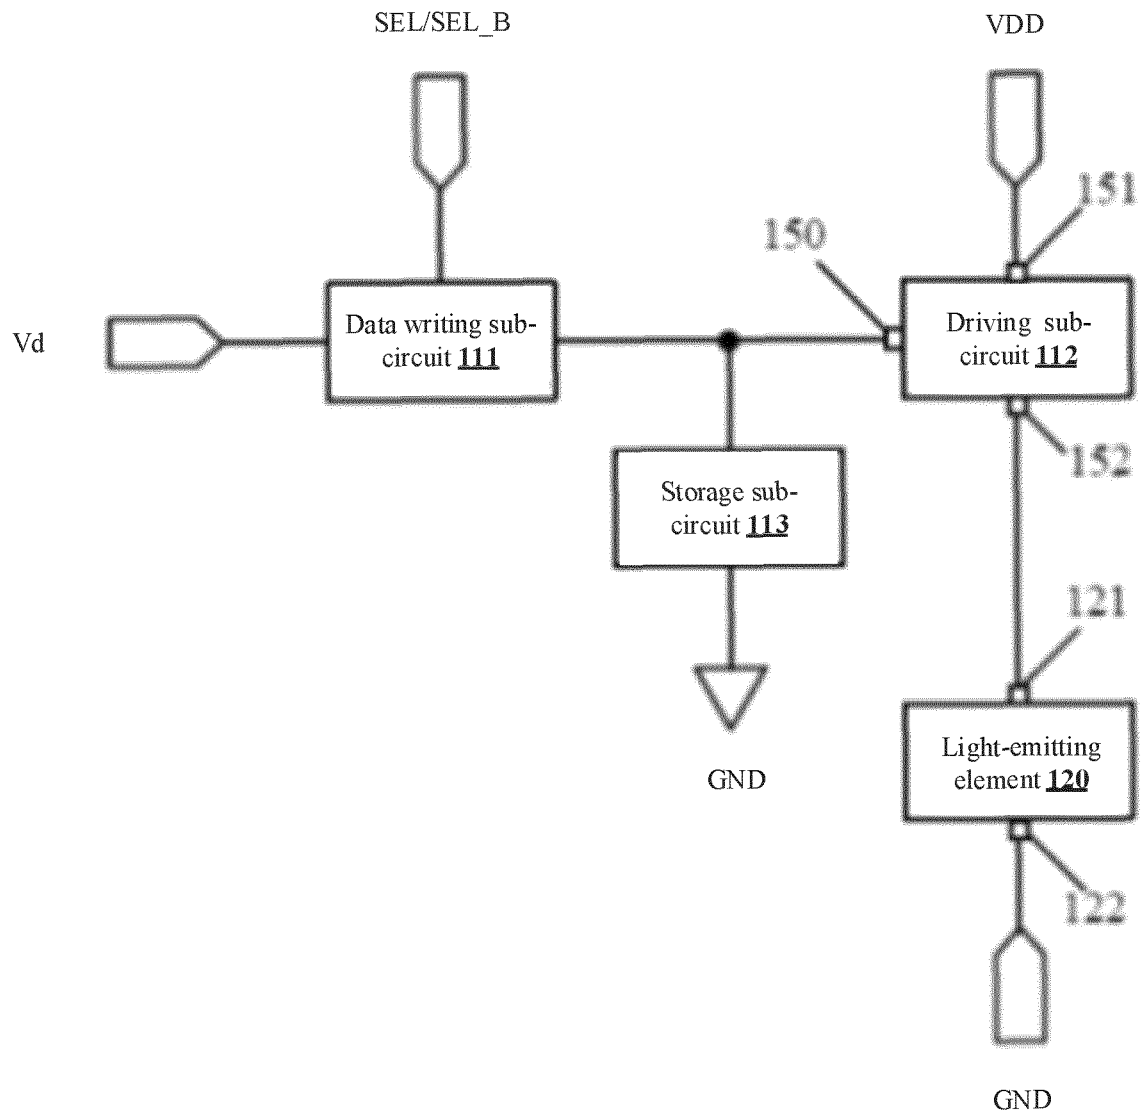 SEL/SEL_B
VDD
151
150
Vd
Data writing sub-
circuit 111
Driving sub-
circuit 112
152
Storage sub-
circuit 113
121
GND
Light-emitting
element 120
122
GND